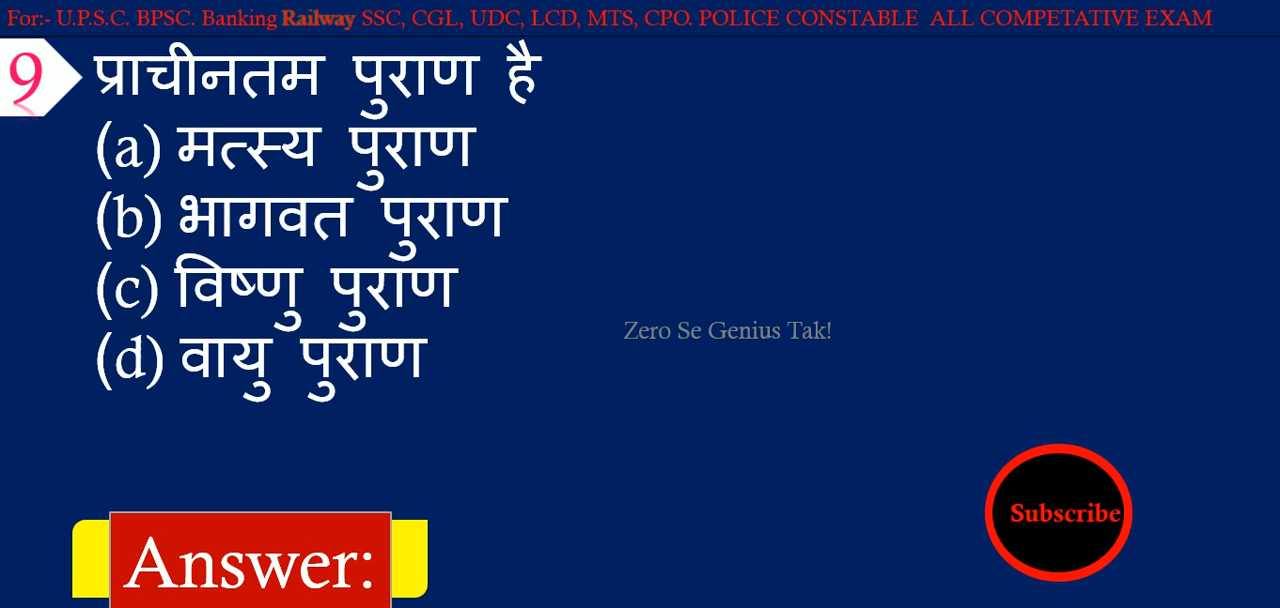 For:- U.P.S.C. BPSC. Banking Railway SSC, CGL, UDC, LCD, MTS, CPO. POLICE CONSTABLE ALL COMPETATIVE EXAM
9 प्राचीनतम पुराण है
(a) मत्स्य पुराण
(b) भागवत पुराण
(c) विष्णु पुराण
(d) वायु पुराण
Zero Se Genius Tak!
Subscribe
Answer: